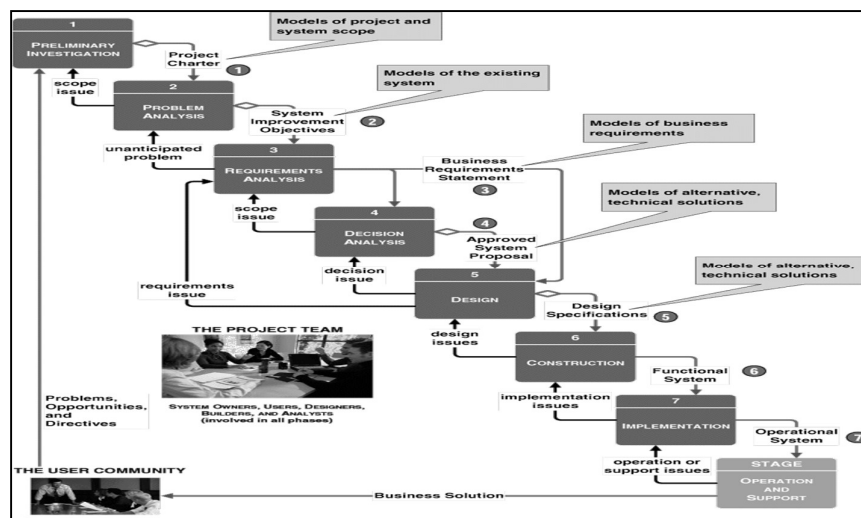 1
PRELIMINARY
INVESTIGATION
Models of project and
system scope
Project
Charter
1
scope
issue
2
PROBLEM
ANALYSIS
Models of the existing
system
System
Improvement
Objectives
2
unanticipated
problem
3
REQUIREMENTS
ANALYSIS
Models of business
requirements
Business
Requirements
Statement
3
scope
issue
4
DECISION
ANALYSIS
Models of alternative,
technical solutions
4
Approved
System
Proposal
requirements
issue
decision
issue
5
DESIGN
Models of alternative,
technical solutions
Design
Specifications
5
design
issues
6
CONSTRUCTION
Functional
System
6
THE PROJECT TEAM
SYSTEM OWNERS, USERS, DESIGNERS,
BUILDERS, AND ANALYSTS
(involved in all phases)
implementation
issues
7
IMPLEMENTATION
Operational
System
7
Problems,
Opportunities,
and
Directives
operation or
support issues
STAGE
OPERATION
AND
SUPPORT
THE USER COMMUNITY
Business Solution